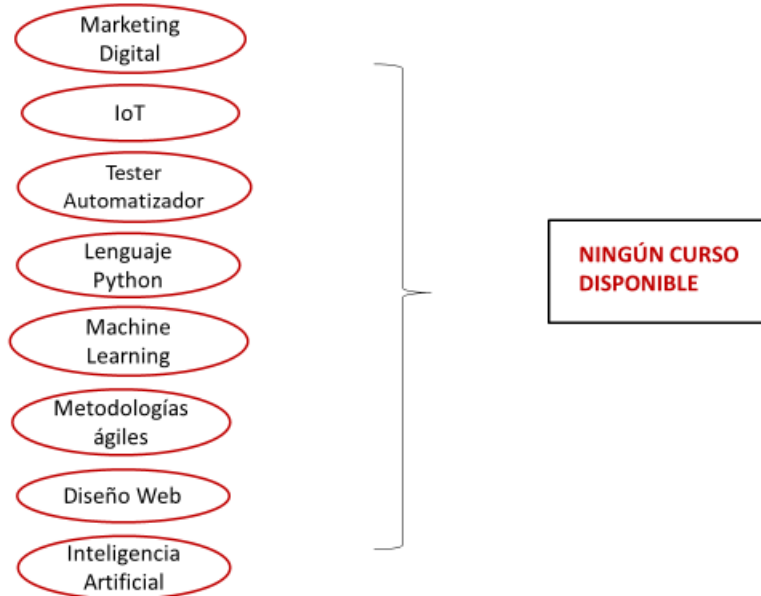 Marketing
Digital
IoT
Tester
Automatizador
Lenguaje
Python
Machine
Learning
Metodologías
ágiles
Diseño Web
Inteligencia
Artificial
NINGÚN CURSO
DISPONIBLE